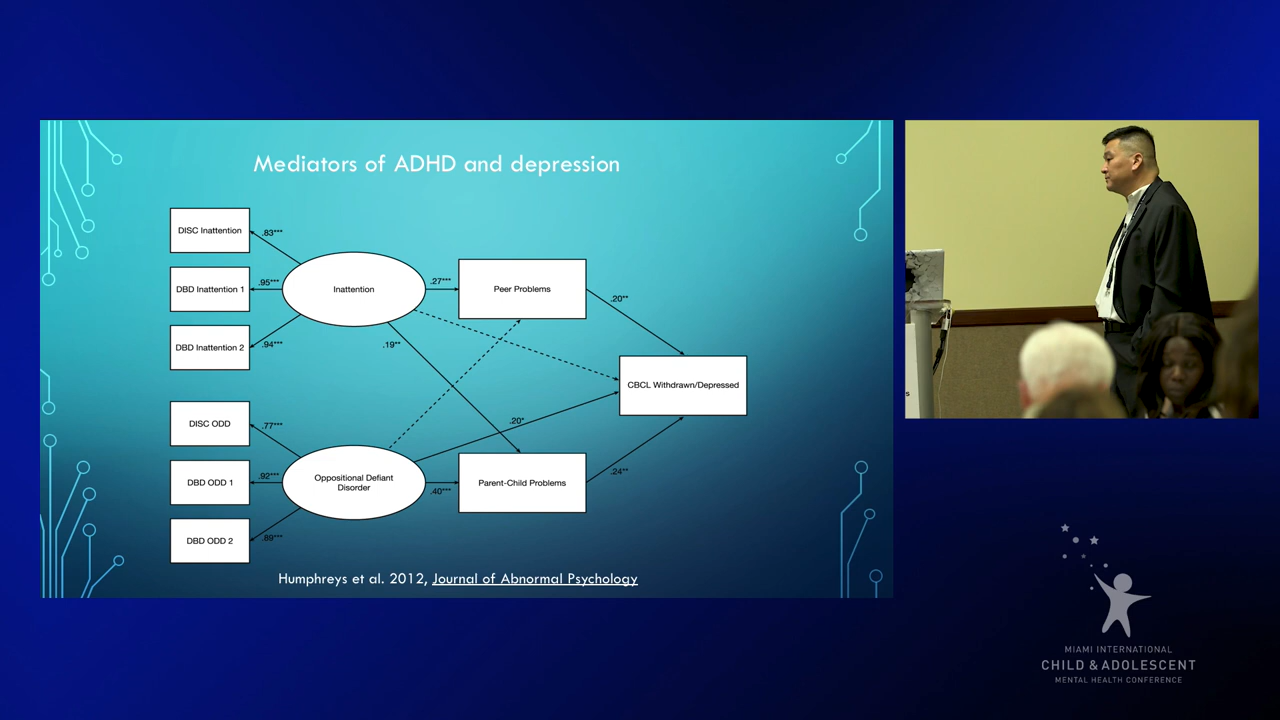 Mediators of ADHD and depression
DISC Inattention
.83***
DBD Inattention 1
.95***
Inattention
.27***
Peer Problems
.20**
DBD Inattention 2
.94***
.19**
CBCL Withdrawn/Depressed
DISC ODD
.77***
.20*
DBD ODD 1
.92***
Oppositional Defiant
Disorder
.40***
Parent-Child Problems
.24**
DBD ODD 2
.89***
Humphreys et al. 2012, Journal of Abnormal Psychology
MIAMI INTERNATIONAL
CHILD & ADOLESCENT
MENTAL HEALTH CONFERENCE